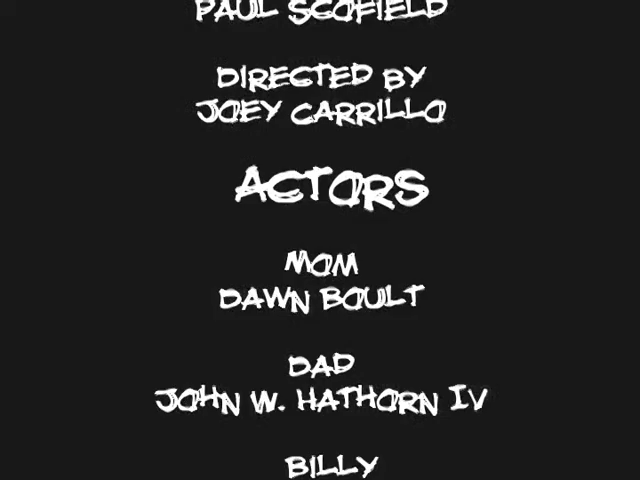 PAUL SCOFIELD
DIRECTED BY
JOEY CARRILLO
ACTORS
MOM
DAWN BOULT
DAD
JOHN W. HATHORN IV
BILLY